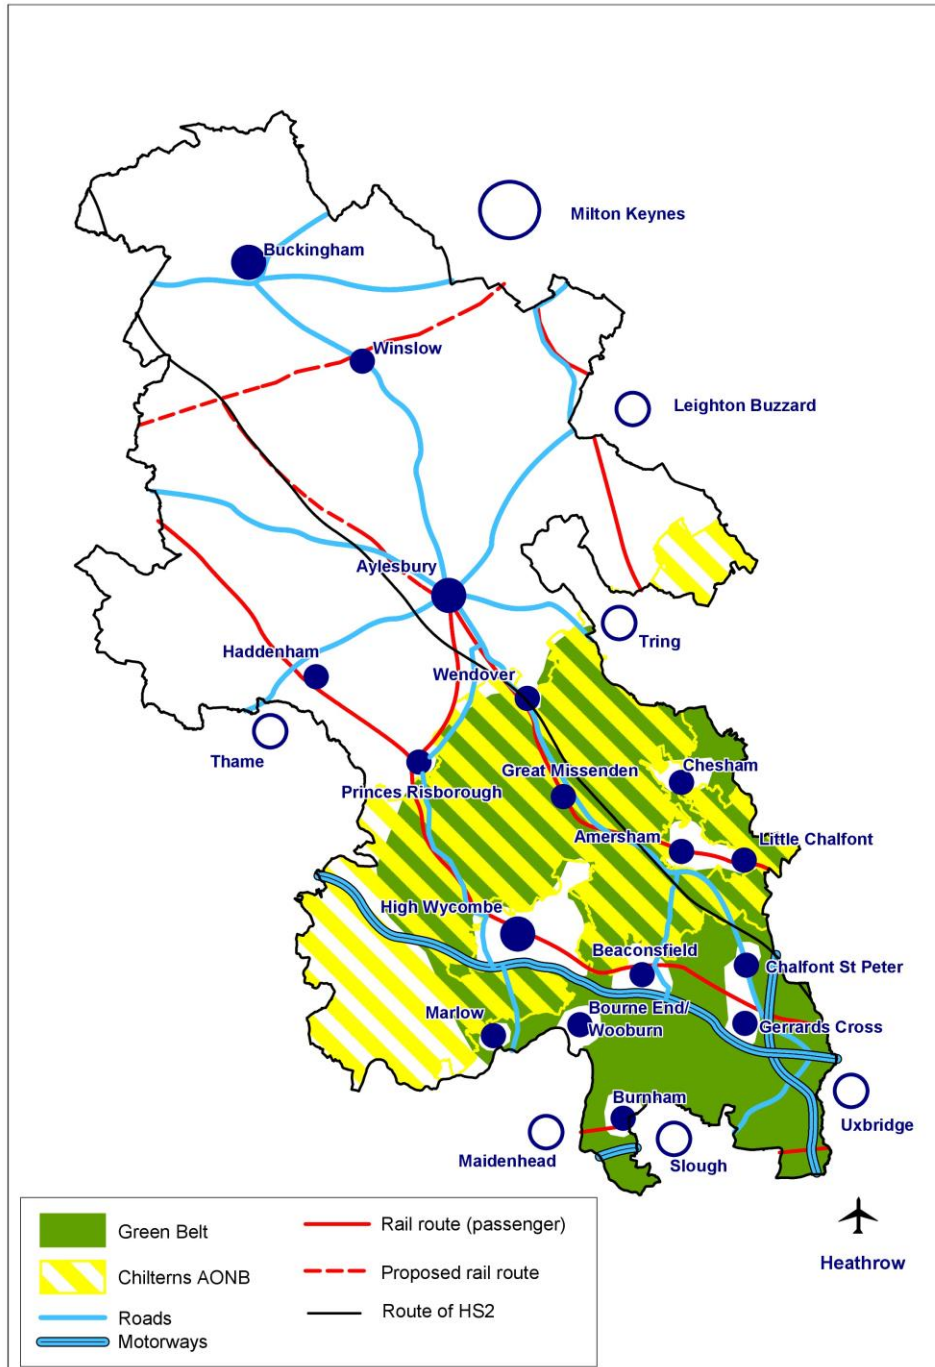 Milton Keynes
Buckingham
Winslow
Leighton Buzzard
Aylesbury
Tring
Haddenham
Wendover
Thame
Chesham
Great Missenden
Princes Risborough
Amersham
Little Chalfont
High Wycombe
Beaconsfield
Chalfont St Peter
Marlow
Bourne End/
Wooburn
Gerrards Cross
Burnham
Uxbridge
Maidenhead
Slough
Heathrow
Green Belt
Rail route (passenger)
Chilterns AONB
Proposed rail route
Roads
Route of HS2
Motorways